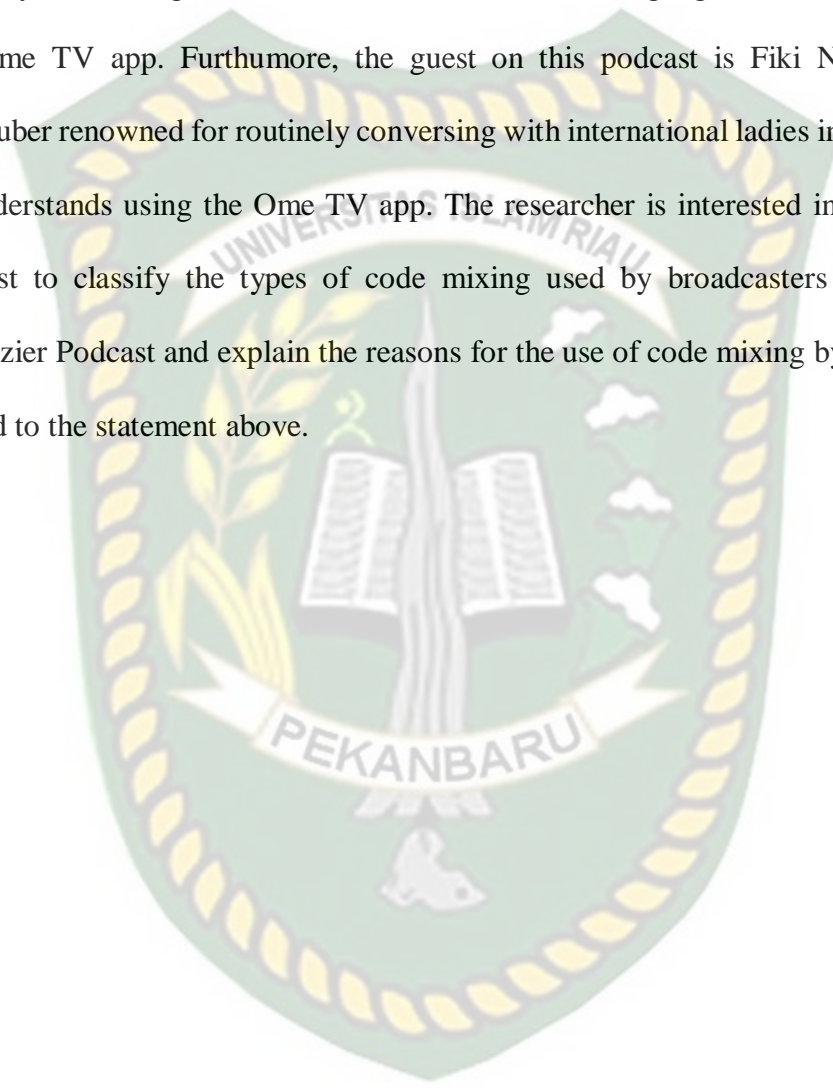 me TV app. Furthumore, the guest on this podcast is Fiki N
uber renowned for routinely conversing with international ladies in
derstands using the Ome TV app. The researcher is interested in
UNIVERSITAS ISLAM RIAU
st to classify the types of code mixing used by broadcasters
zier Podcast and explain the reasons for the use of code mixing by
d to the statement above.
PEKANBARU